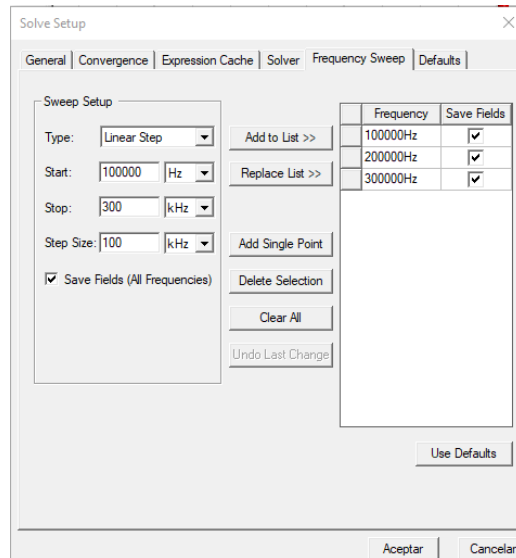 Solve Setup
General | Convergence | Expression Cache | Solver | Frequency Sweep | Defaults
Sweep Setup
Type: Linear Step
Start: 100000 Hz
Stop: 300 kHz
Step Size: 100 kHz
Save Fields (All Frequencies)
Add to List >>
Replace List >>
Add Single Point
Delete Selection
Clear All
Undo Last Change
Frequency Save Fields
100000Hz
200000Hz
300000Hz
Use Defaults
Aceptar Cancelar